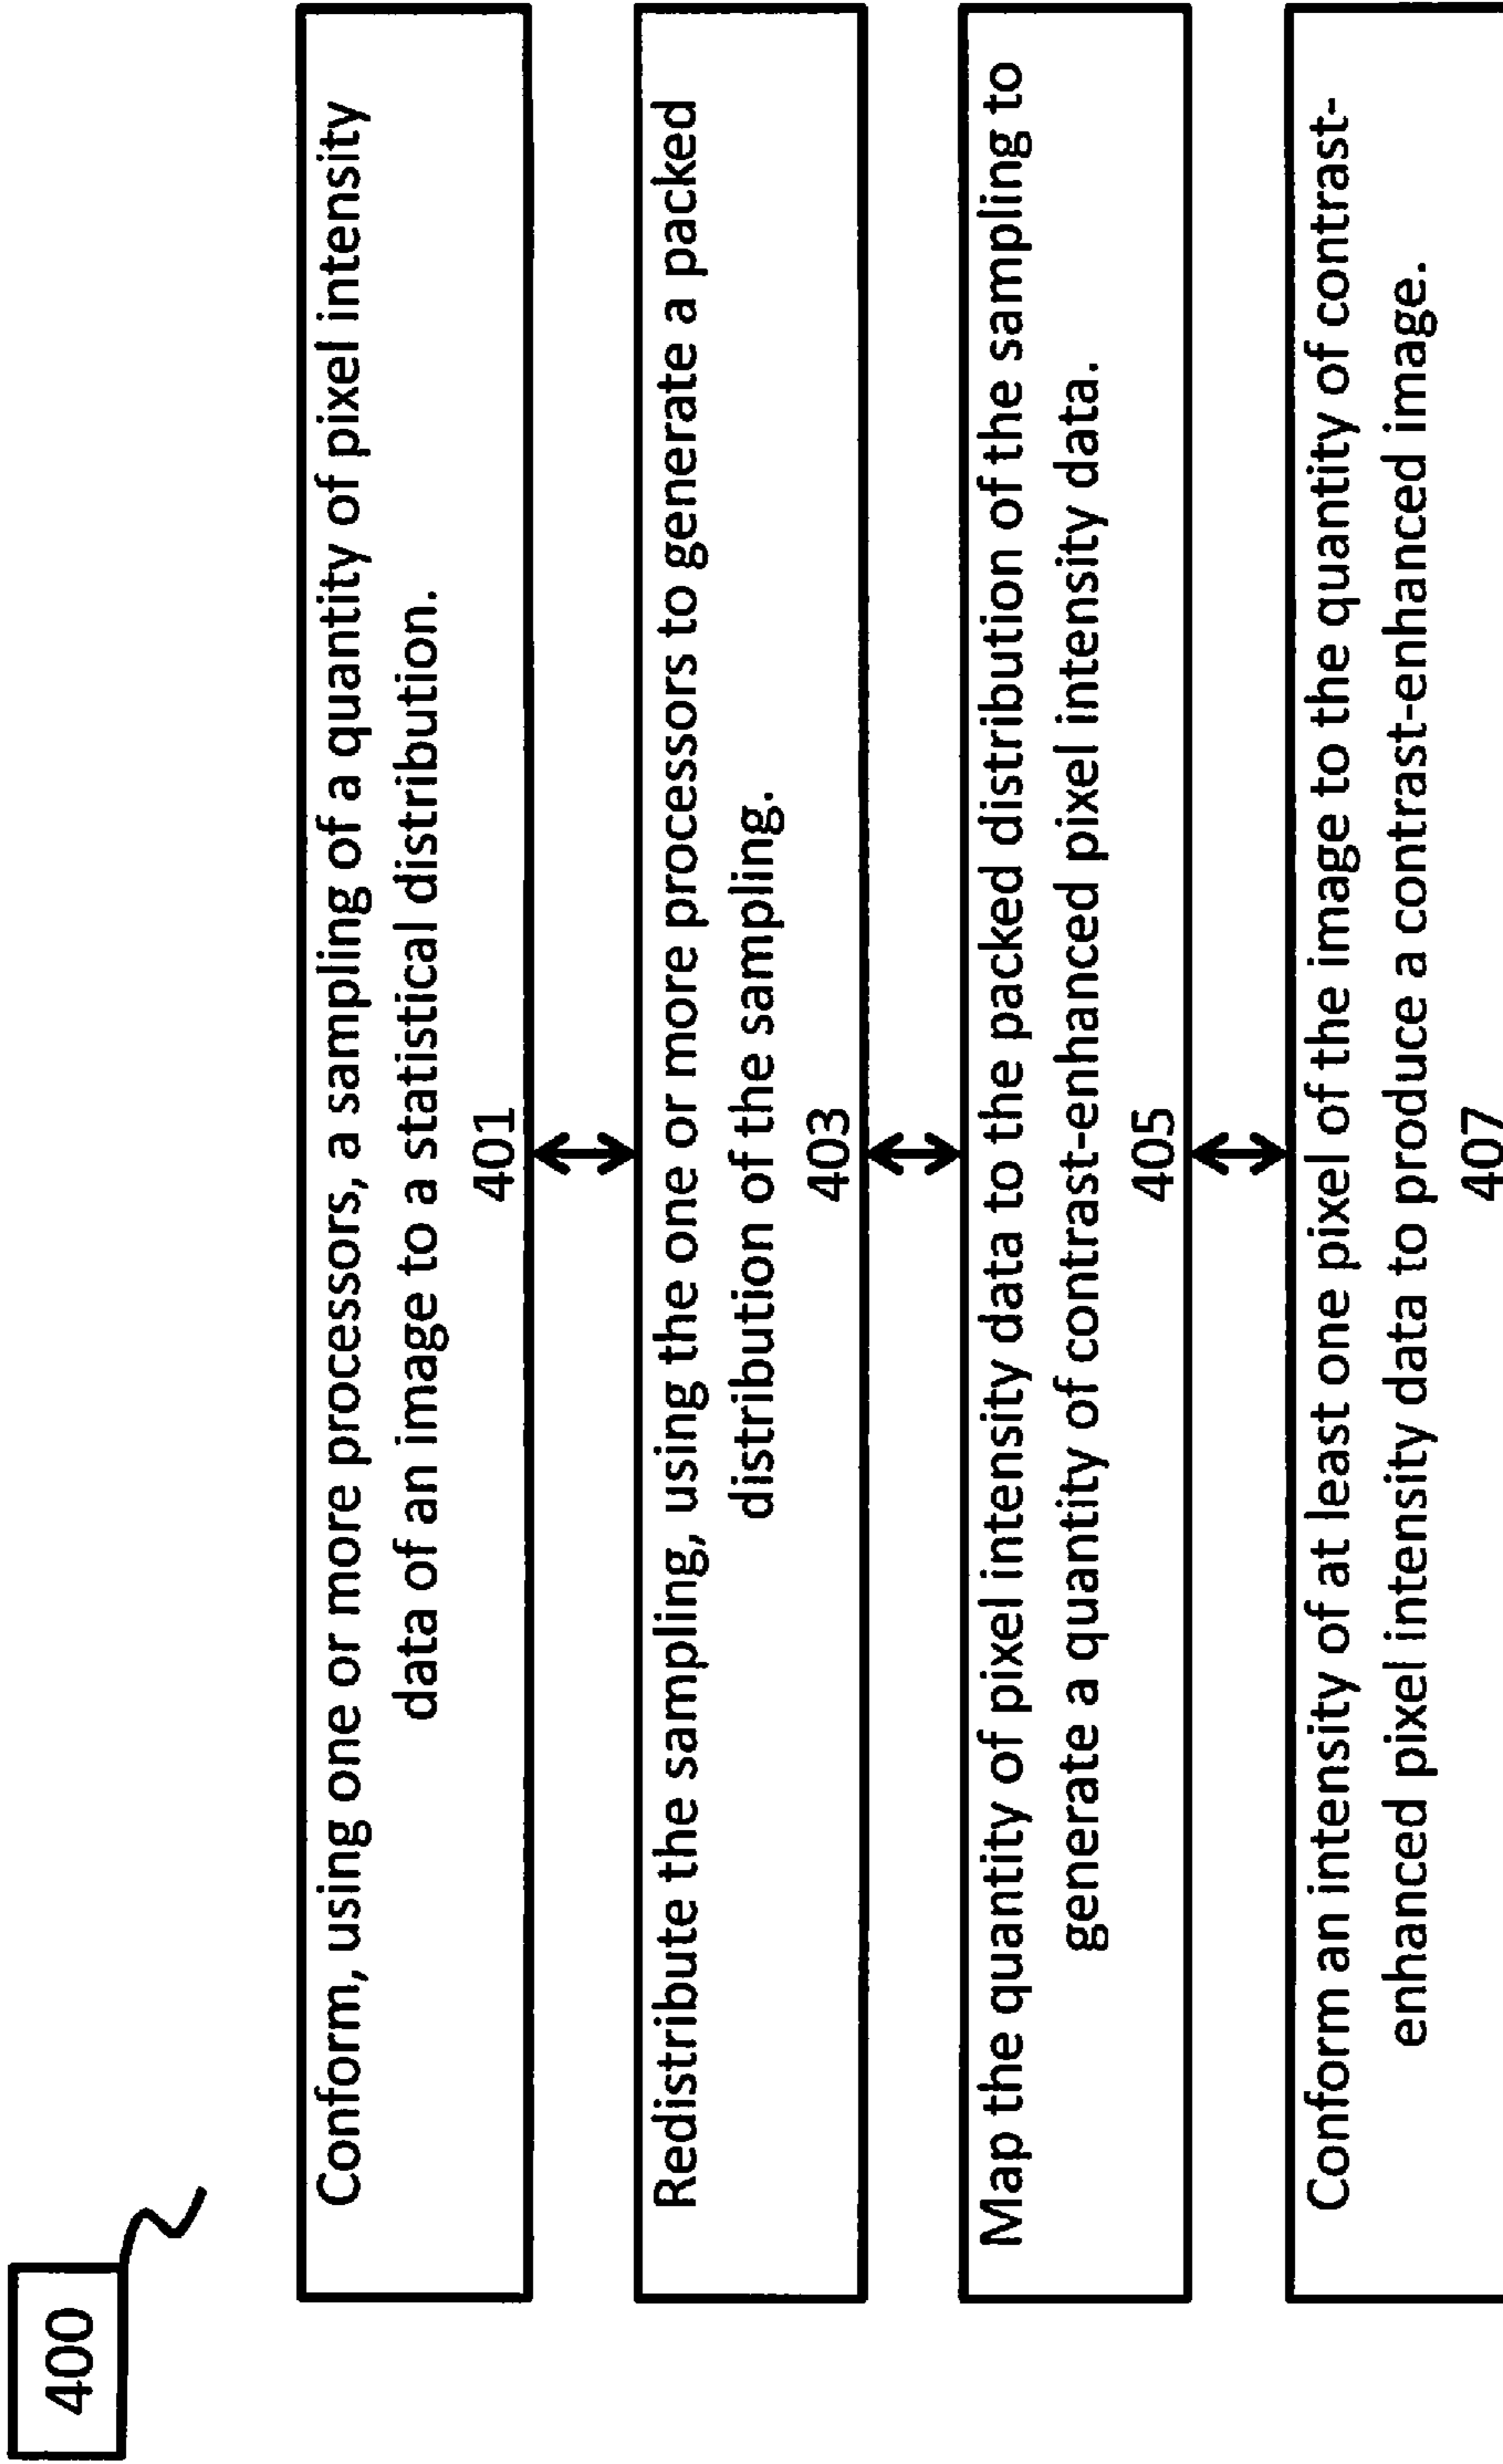 400
Conform, using one or more processors, a sampling of a quantity of pixel intensity
data of an image to a statistical distribution.
401
Redistribute the sampling, using the one or more processors to generate a packed
distribution of the sampling.
403
Map the quantity of pixel intensity data to the packed distribution of the sampling to
generate a quantity of contrast-enhanced pixel intensity data.
405
Conform an intensity of at least one pixel of the image to the quantity of contrast-
enhanced pixel intensity data to produce a contrast-enhanced image.
407